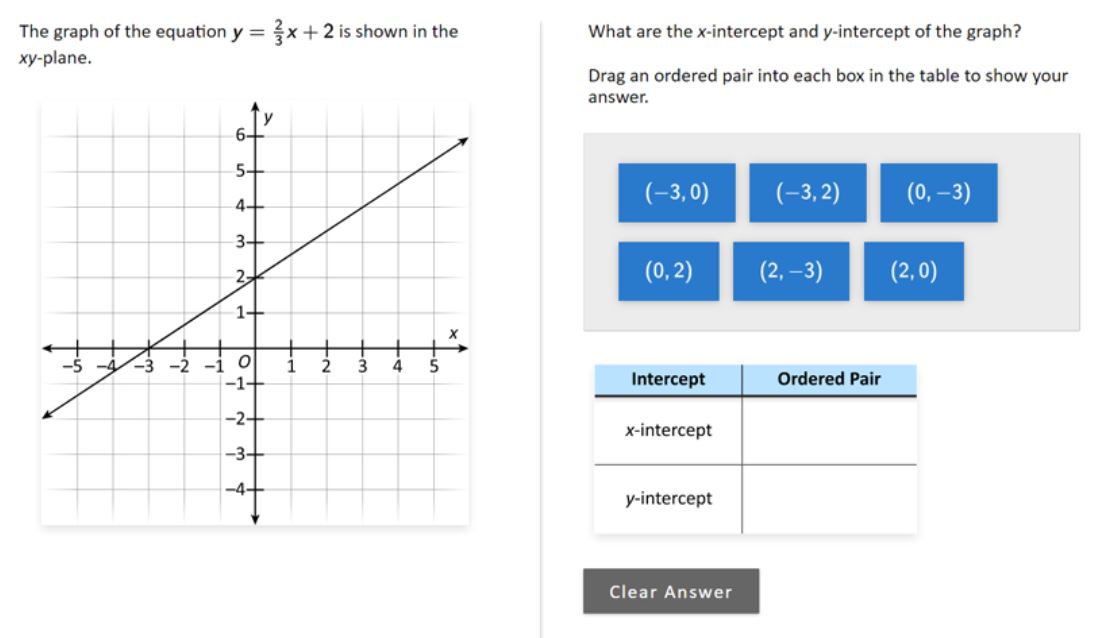 The graph of the equation y = 2/3 x + 2 is shown in the
xy-plane.
y
6
5
4
3
2
1
x
−5 −4 −3 −2 −1 O 1 2 3 4 5
−1
−2
−3
−4
What are the x-intercept and y-intercept of the graph?
Drag an ordered pair into each box in the table to show your
answer.
(−3, 0) (−3, 2) (0, −3)
(0, 2) (2, −3) (2, 0)
Intercept Ordered Pair
x-intercept
y-intercept
Clear Answer